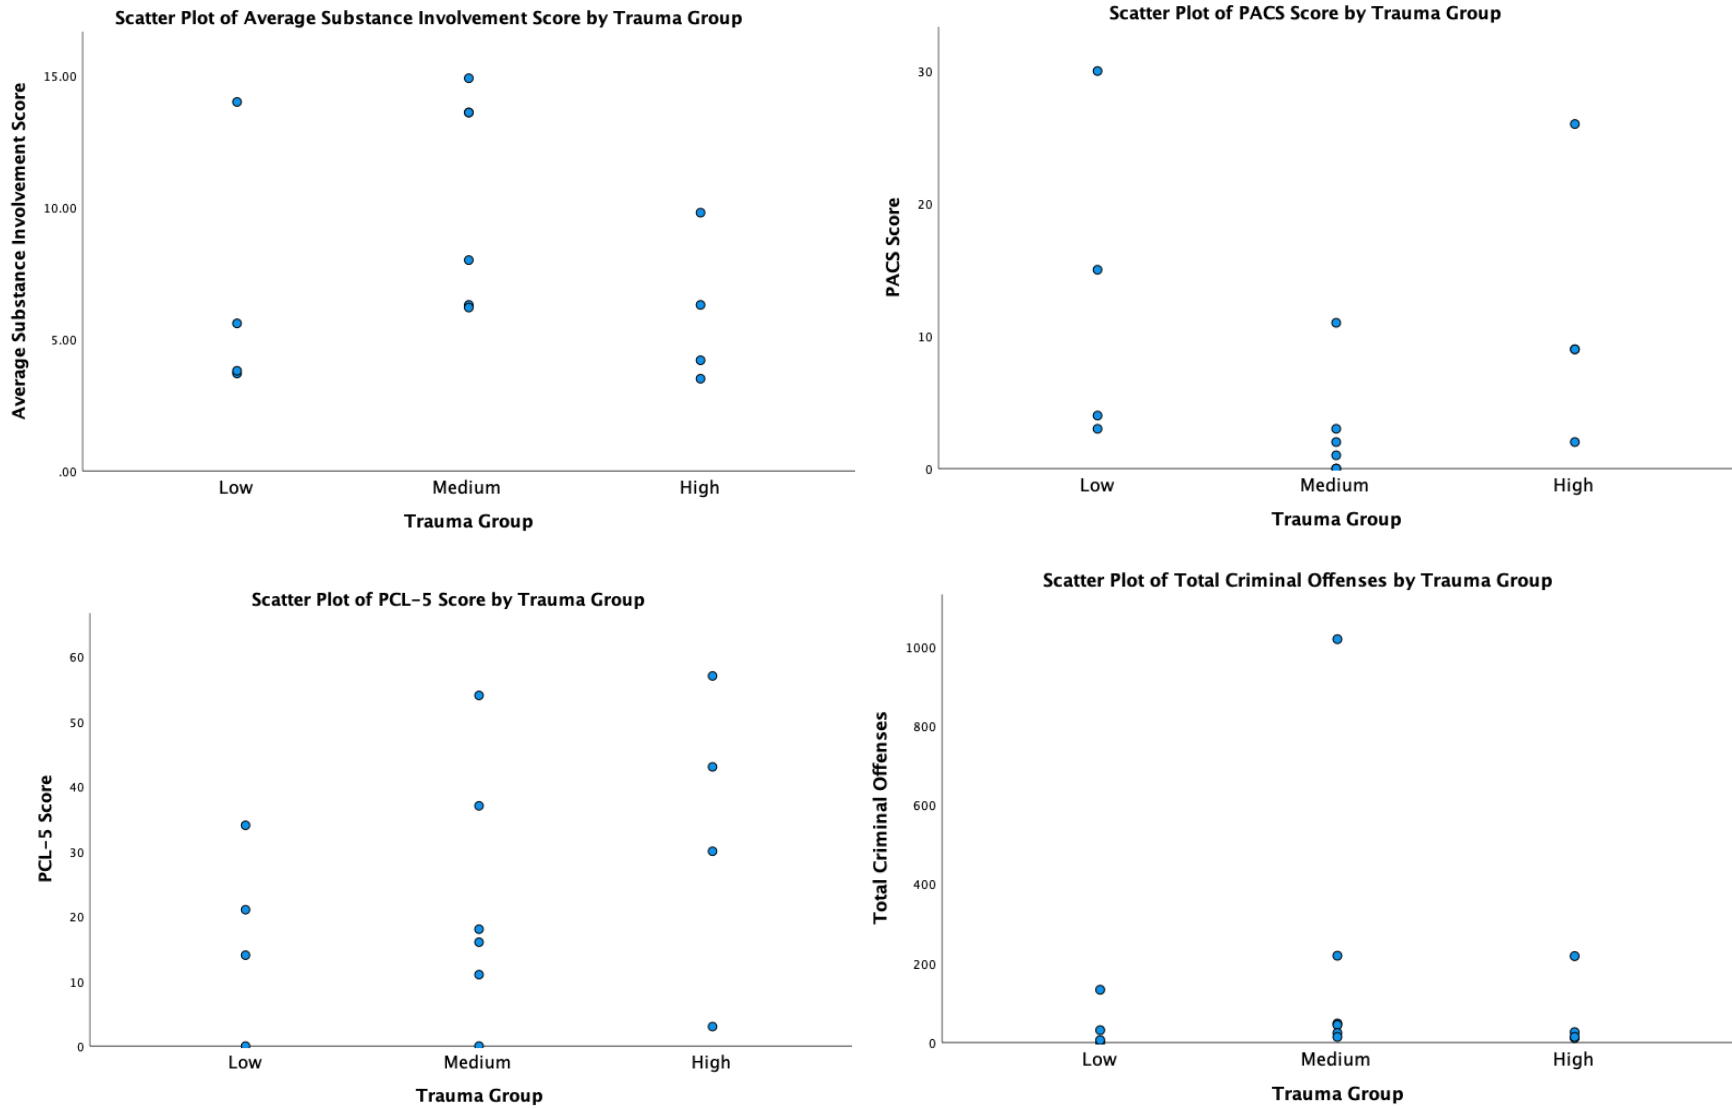 Scatter Plot of Average Substance Involvement Score by Trauma Group
Average Substance Involvement Score
15.00
10.00
5.00
.00
Low Medium High
Trauma Group
Scatter Plot of PACS Score by Trauma Group
PACS Score
30
20
10
0
Low Medium High
Trauma Group
Scatter Plot of PCL-5 Score by Trauma Group
PCL-5 Score
60
50
40
30
20
10
0
Low Medium High
Trauma Group
Scatter Plot of Total Criminal Offenses by Trauma Group
Total Criminal Offenses
1000
800
600
400
200
0
Low Medium High
Trauma Group